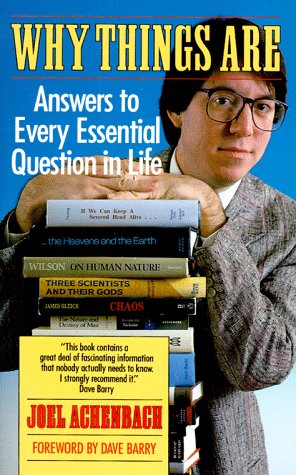 WHY THINGS ARE
Answers to
Every Essential
Question in Life
If We Can Keep A
Severed Head Alive . . .
...the Heavens and the Earth
WILSON ON HUMAN NATURE
THREE SCIENTISTS
AND THEIR GODS
JAMES GLEICK CHAOS
The Nature and
Destiny of Man
"This book contains a
great deal of fascinating information
that nobody actually needs to know.
I strongly recommend it."
Dave Barry
JOEL ACHENBACH
FOREWORD BY DAVE BARRY